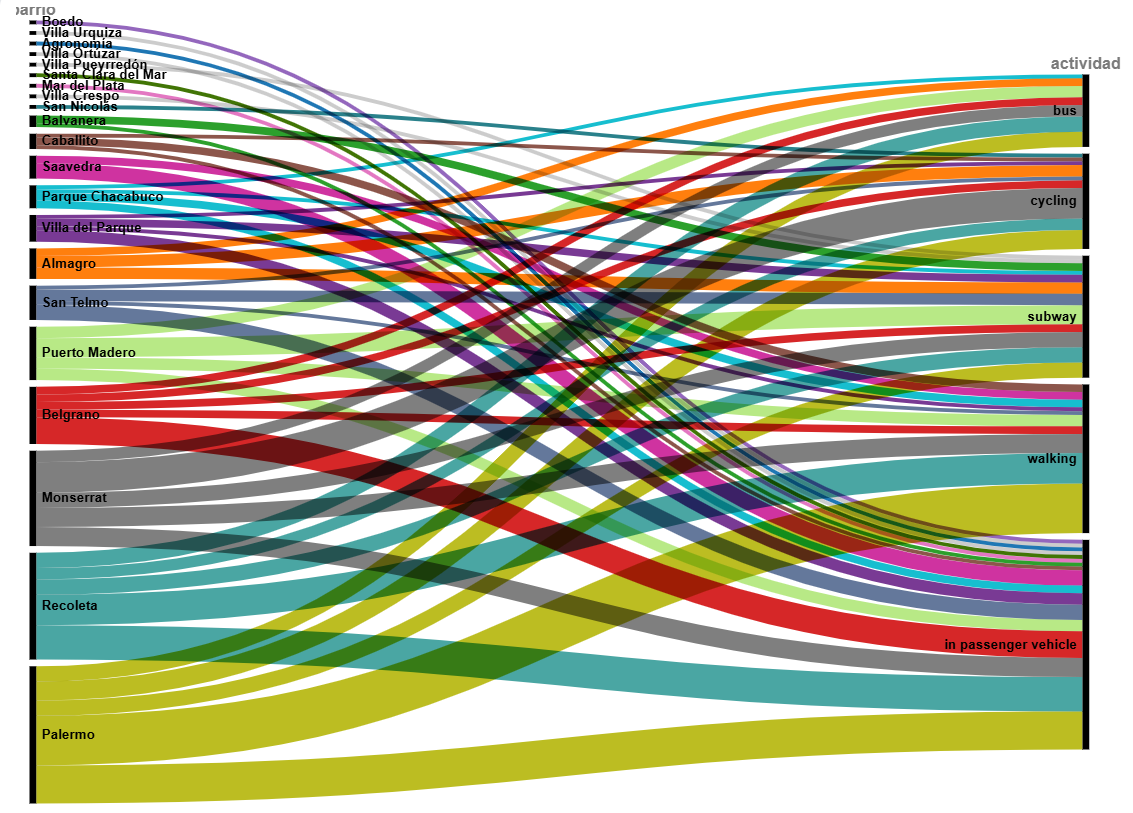 barrio
Boedo
Villa Urquiza
Agronomía
Villa Ortúzar
Villa Pueyrredón
Santa Clara del Mar
Mar del Plata
Villa Crespo
San Nicolás
Balvanera
Caballito
Saavedra
Parque Chacabuco
Villa del Parque
Almagro
San Telmo
Puerto Madero
Belgrano
Monserrat
Recoleta
Palermo
actividad
bus
cycling
subway
walking
in passenger vehicle